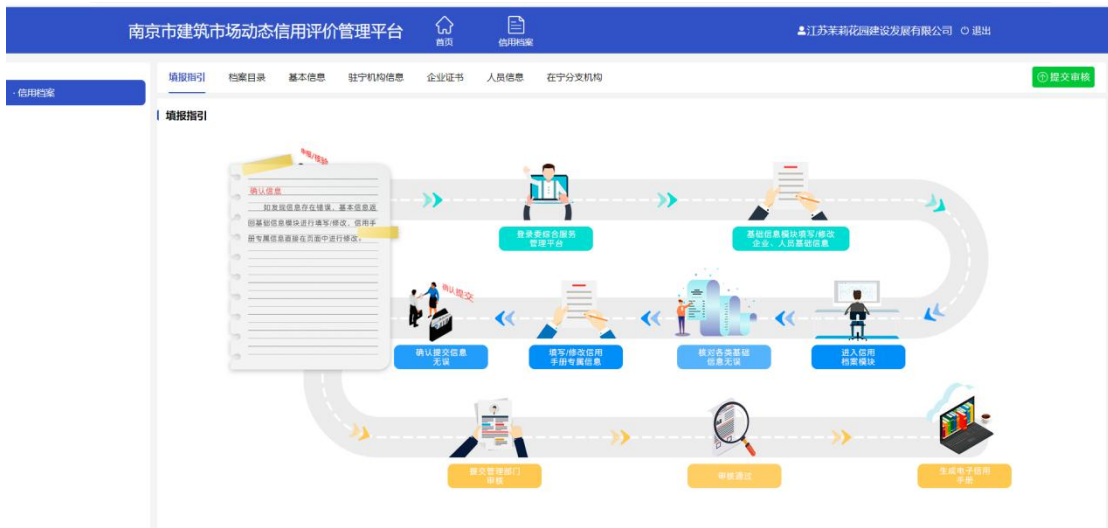 南京市建筑市场动态信用评价管理平台
首页
信用档案
江苏茉莉花园建设发展有限公司
退出
· 信用档案
填报指引
档案目录
基本信息
驻宁机构信息
企业证书
人员信息
在宁分支机构
提交审核
填报指引
确认信息
如发现信息存在错误，基本信息返
回基础信息模块进行填写/修改，信用手
册专属信息直接在页面中进行修改。
登录委综合服务
管理平台
基础信息模块填写/修改
企业、人员基础信息
确认提交
确认提交信息
无误
填写/修改信用
手册专属信息
核对各类基础
信息无误
进入信用
档案模块
提交管理部门
审核
审核通过
生成电子信用
手册